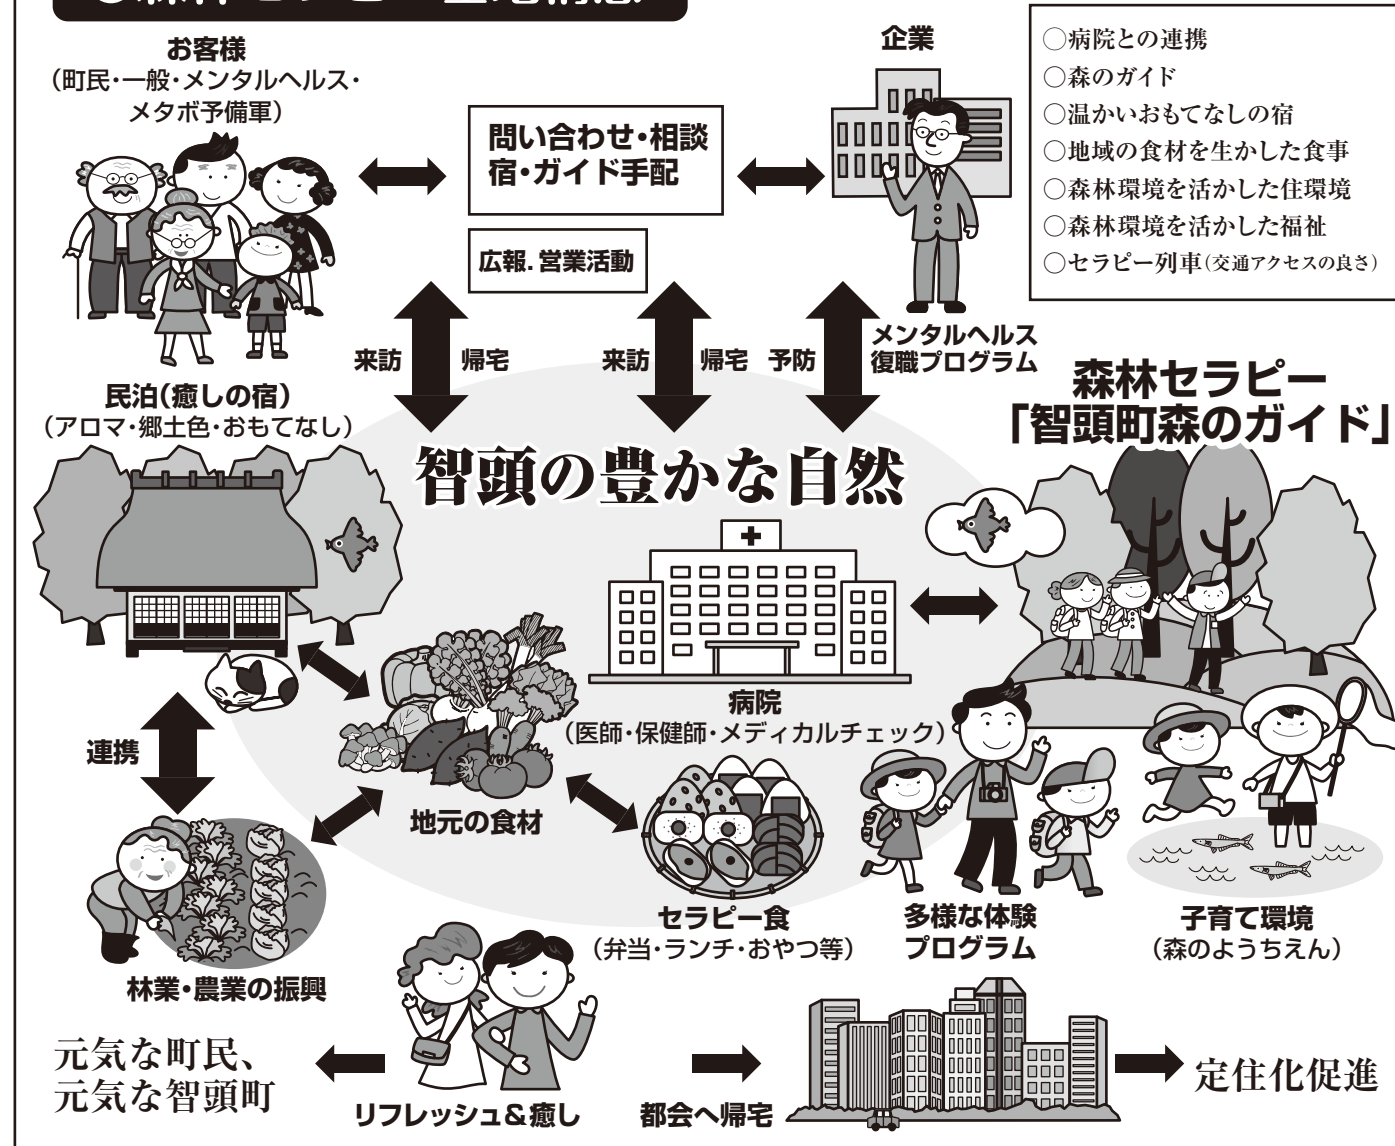 お客様
（町民・一般・メンタルヘルス・
メタボ予備軍）
問い合わせ・相談
宿・ガイド手配
広報．営業活動
企業
○病院との連携
○森のガイド
○温かいおもてなしの宿
○地域の食材を生かした食事
○森林環境を活かした住環境
○森林環境を活かした福祉
○セラピー列車（交通アクセスの良さ）
来訪
帰宅
来訪
帰宅
予防
メンタルヘルス
復職プログラム
民泊（癒しの宿）
（アロマ・郷土色・おもてなし）
智頭の豊かな自然
森林セラピー
「智頭町森のガイド」
病院
（医師・保健師・メディカルチェック）
連携
地元の食材
林業・農業の振興
セラピー食
（弁当・ランチ・おやつ等）
多様な体験
プログラム
子育て環境
（森のようちえん）
元気な町民、
元気な智頭町
リフレッシュ＆癒し
都会へ帰宅
定住化促進